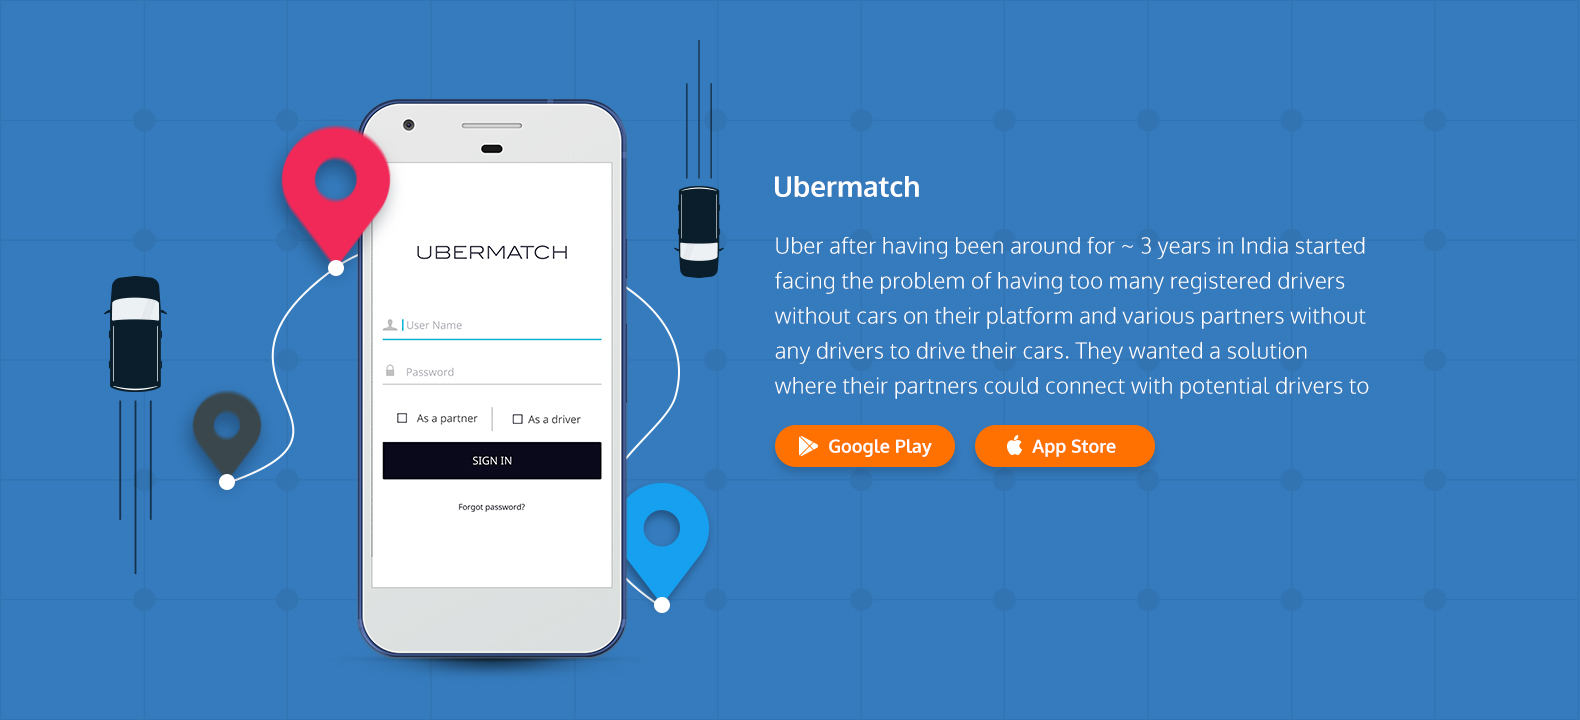 UBERMATCH
User Name
Password
As a partner
As a driver
SIGN IN
Forgot password?
Ubermatch
Uber after having been around for ~ 3 years in India started
facing the problem of having too many registered drivers
without cars on their platform and various partners without
any drivers to drive their cars. They wanted a solution
where their partners could connect with potential drivers to
Google Play
App Store